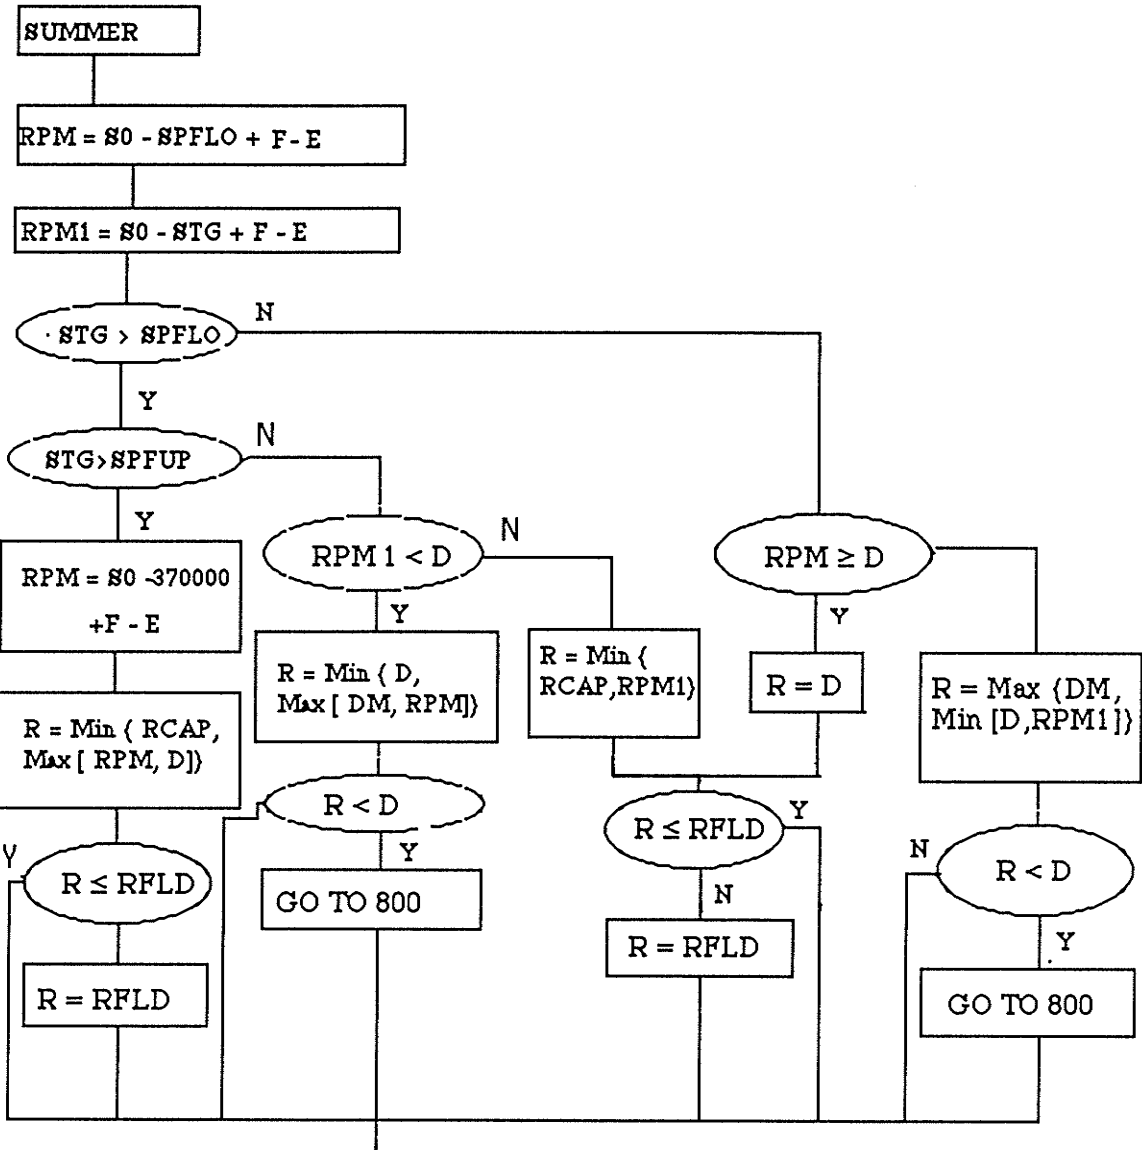 SUMMER
RPM = S0 - SPFLO + F - E
RPM1 = S0 - STG + F - E
STG > SPFLO
N
Y
STG>SPFUP
N
Y
RPM 1 < D
N
Y
RPM ≥ D
Y
RPM = S0 -370000
+F - E
R = Min { D,
Max [ DM, RPM]}
R = Min {
RCAP,RPM1}
R = D
R = Max {DM,
Min [D,RPM1]}
R = Min { RCAP,
Max [ RPM, D]}
R < D
Y
R ≤ RFLD
Y
N
R < D
N
Y
Y
R ≤ RFLD
GO TO 800
R = RFLD
R = RFLD
GO TO 800